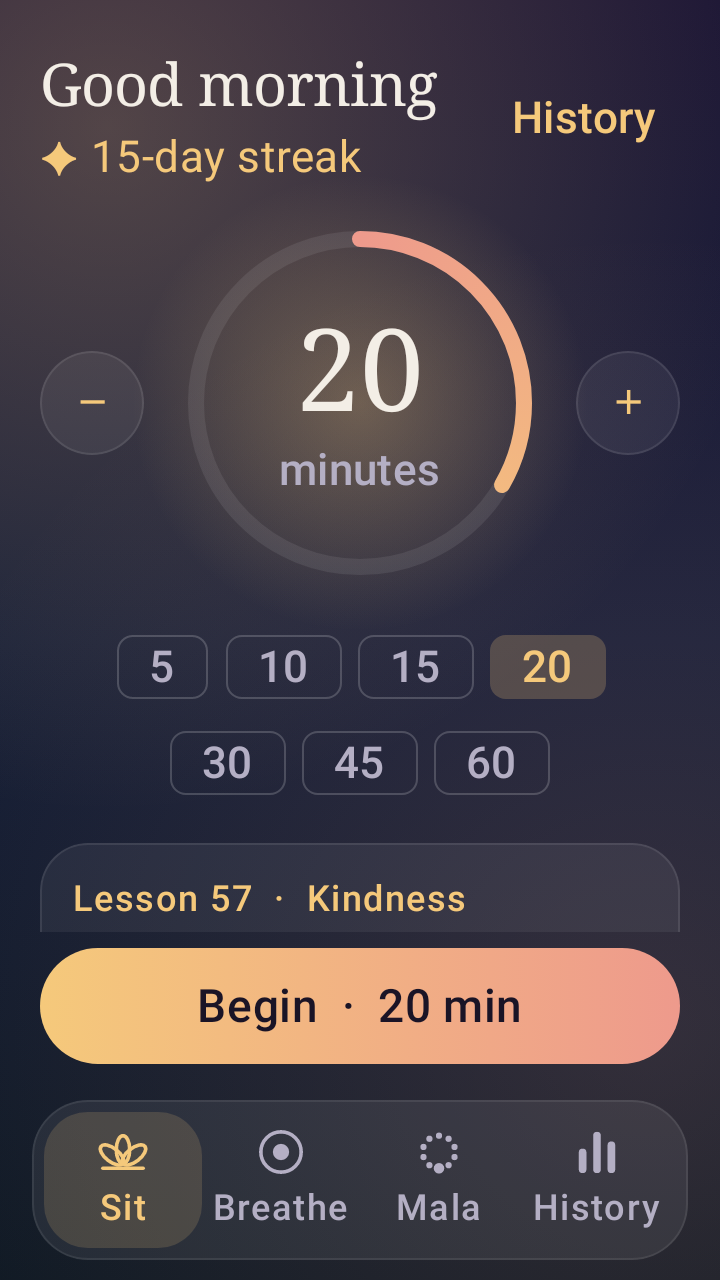 Good morning
15-day streak
History
20
minutes
−
+
5 10 15 20
30 45 60
Lesson 57 · Kindness
Begin · 20 min
Sit Breathe Mala History